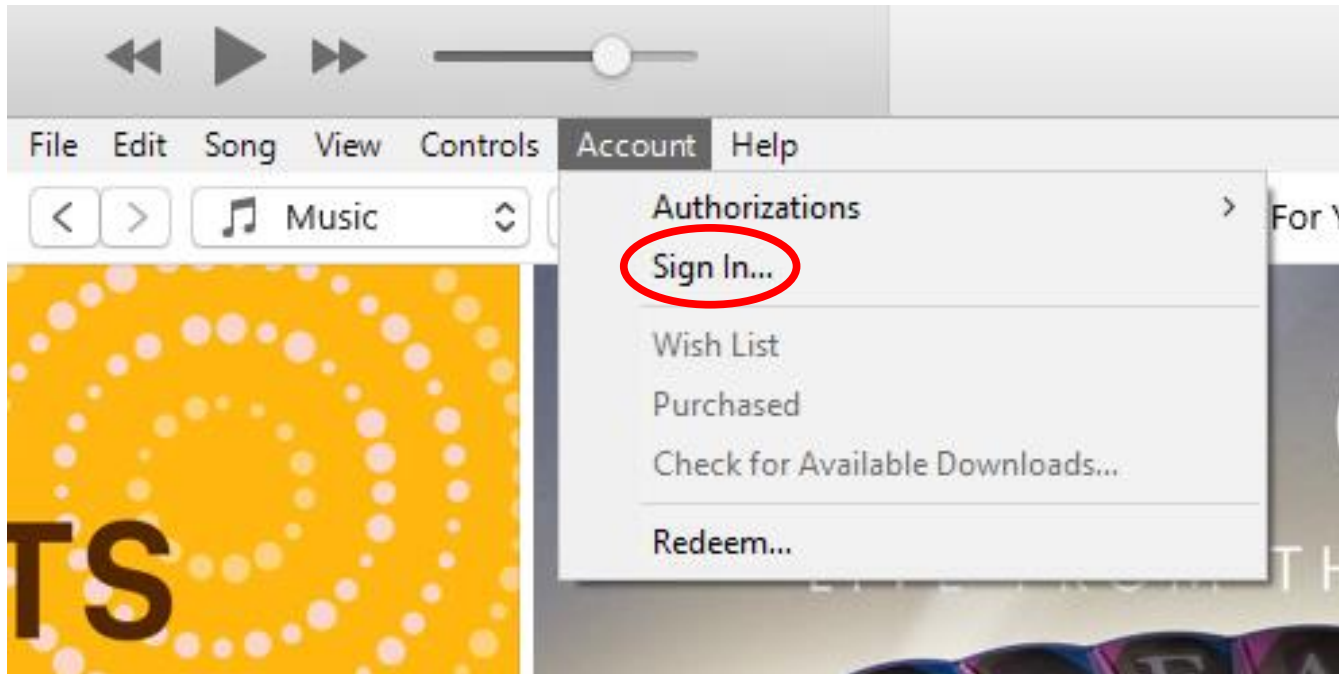 File Edit Song View Controls Account Help
Music
For
Authorizations
Sign In...
Wish List
Purchased
Check for Available Downloads...
Redeem...
TS